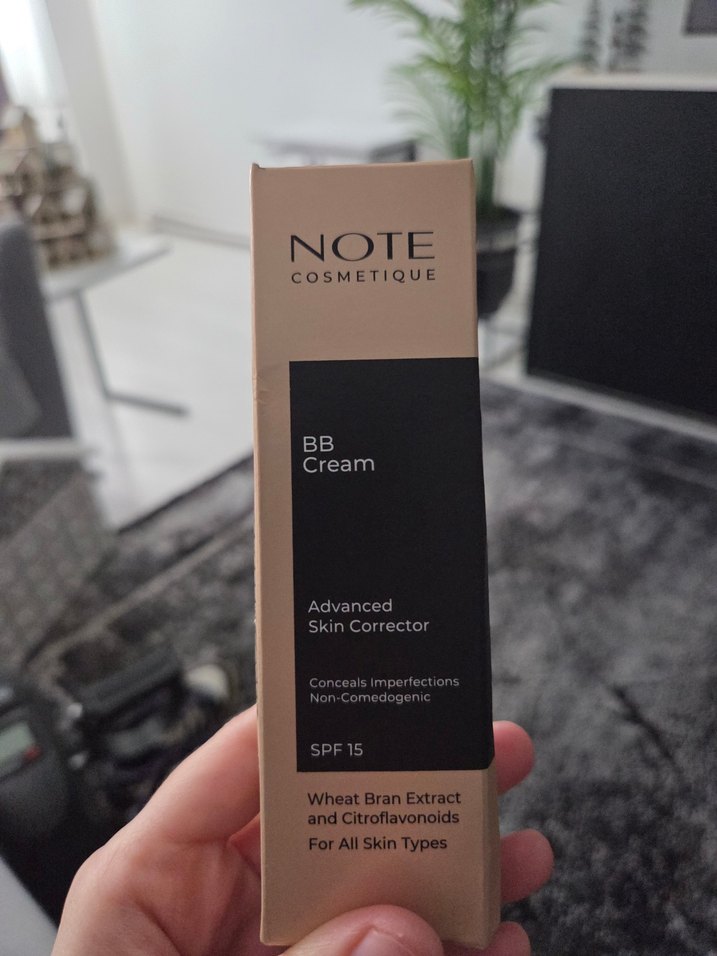 NOTE
COSMETIQUE
BB
Cream
Advanced
Skin Corrector
Conceals Imperfections
Non-Comedogenic
SPF 15
Wheat Bran Extract
and Citroflavonoids
For All Skin Types